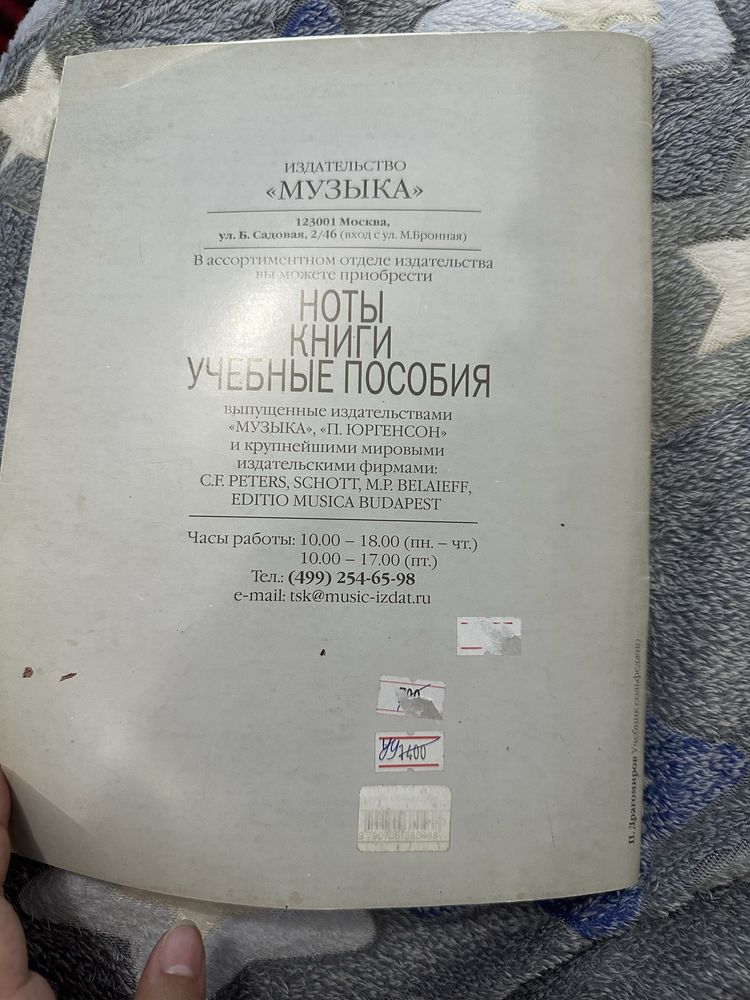 ИЗДАТЕЛЬСТВО
«МУЗЫКА»
123001 Москва,
ул. Б. Садовая, 2/46 (вход с ул. М.Бронная)
В ассортиментном отделе издательства
вы можете приобрести
НОТЫ
КНИГИ
УЧЕБНЫЕ ПОСОБИЯ
выпущенные издательствами
«МУЗЫКА», «П. ЮРГЕНСОН»
и крупнейшими мировыми
издательскими фирмами:
C.F. PETERS, SCHOTT, M.P. BELAIEFF,
EDITIO MUSICA BUDAPEST
Часы работы: 10.00 – 18.00 (пн. – чт.)
10.00 – 17.00 (пт.)
Тел.: (499) 254-65-98
e-mail: tsk@music-izdat.ru
П. Драгомиров Учебник сольфеджио